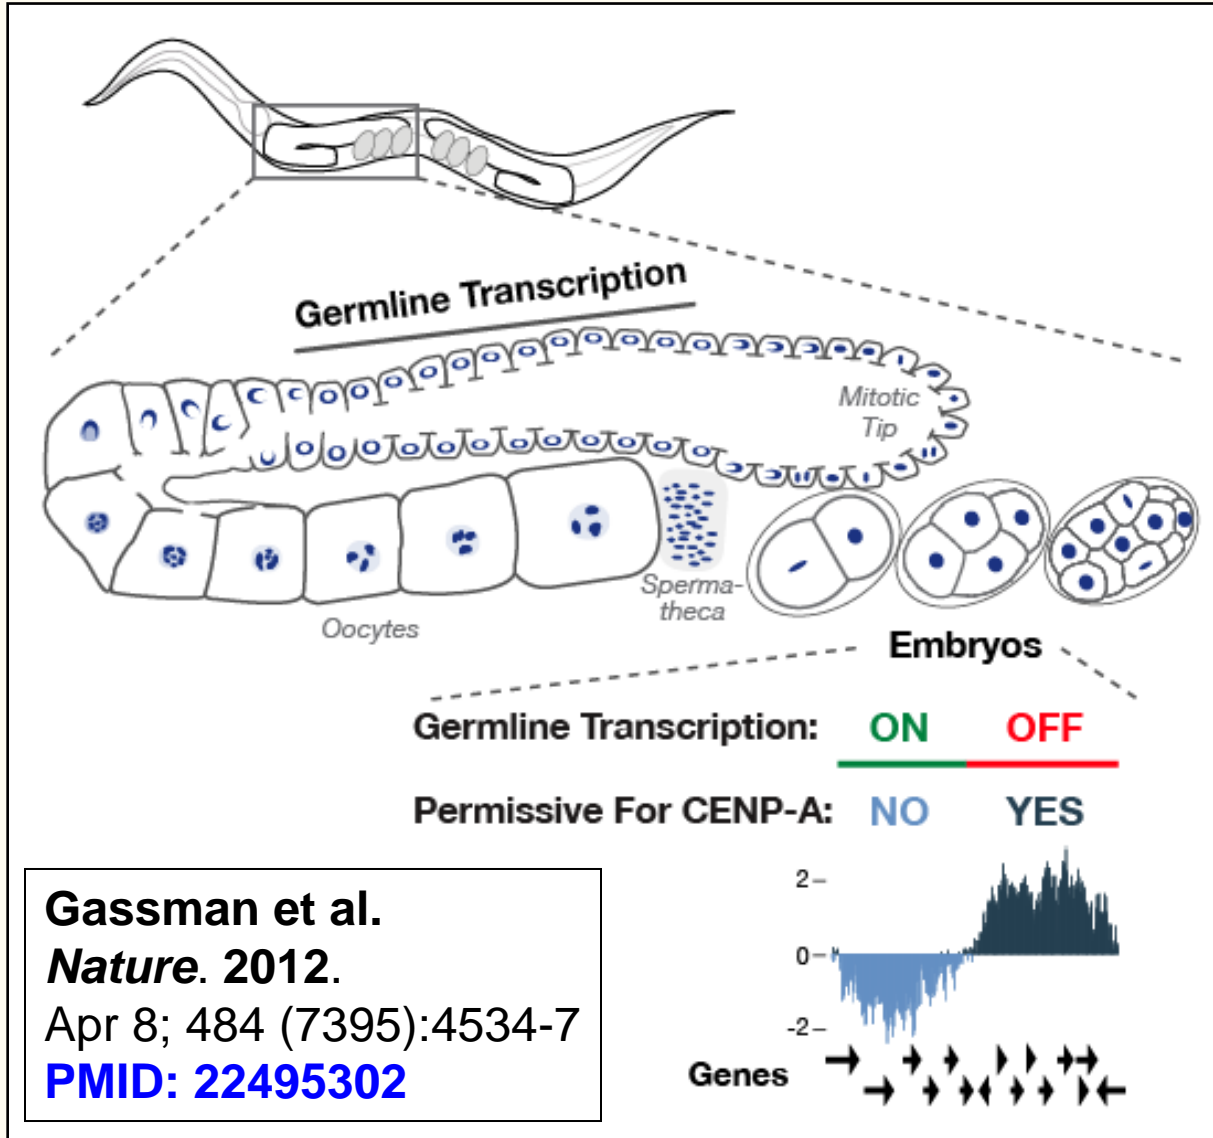 Germline Transcription
Mitotic
Tip
Sperma-
theca
Oocytes
Embryos
Germline Transcription: ON OFF
Permissive For CENP-A: NO YES
2
0
-2
Genes
Gassman et al.
Nature. 2012.
Apr 8; 484 (7395):4534-7
PMID: 22495302